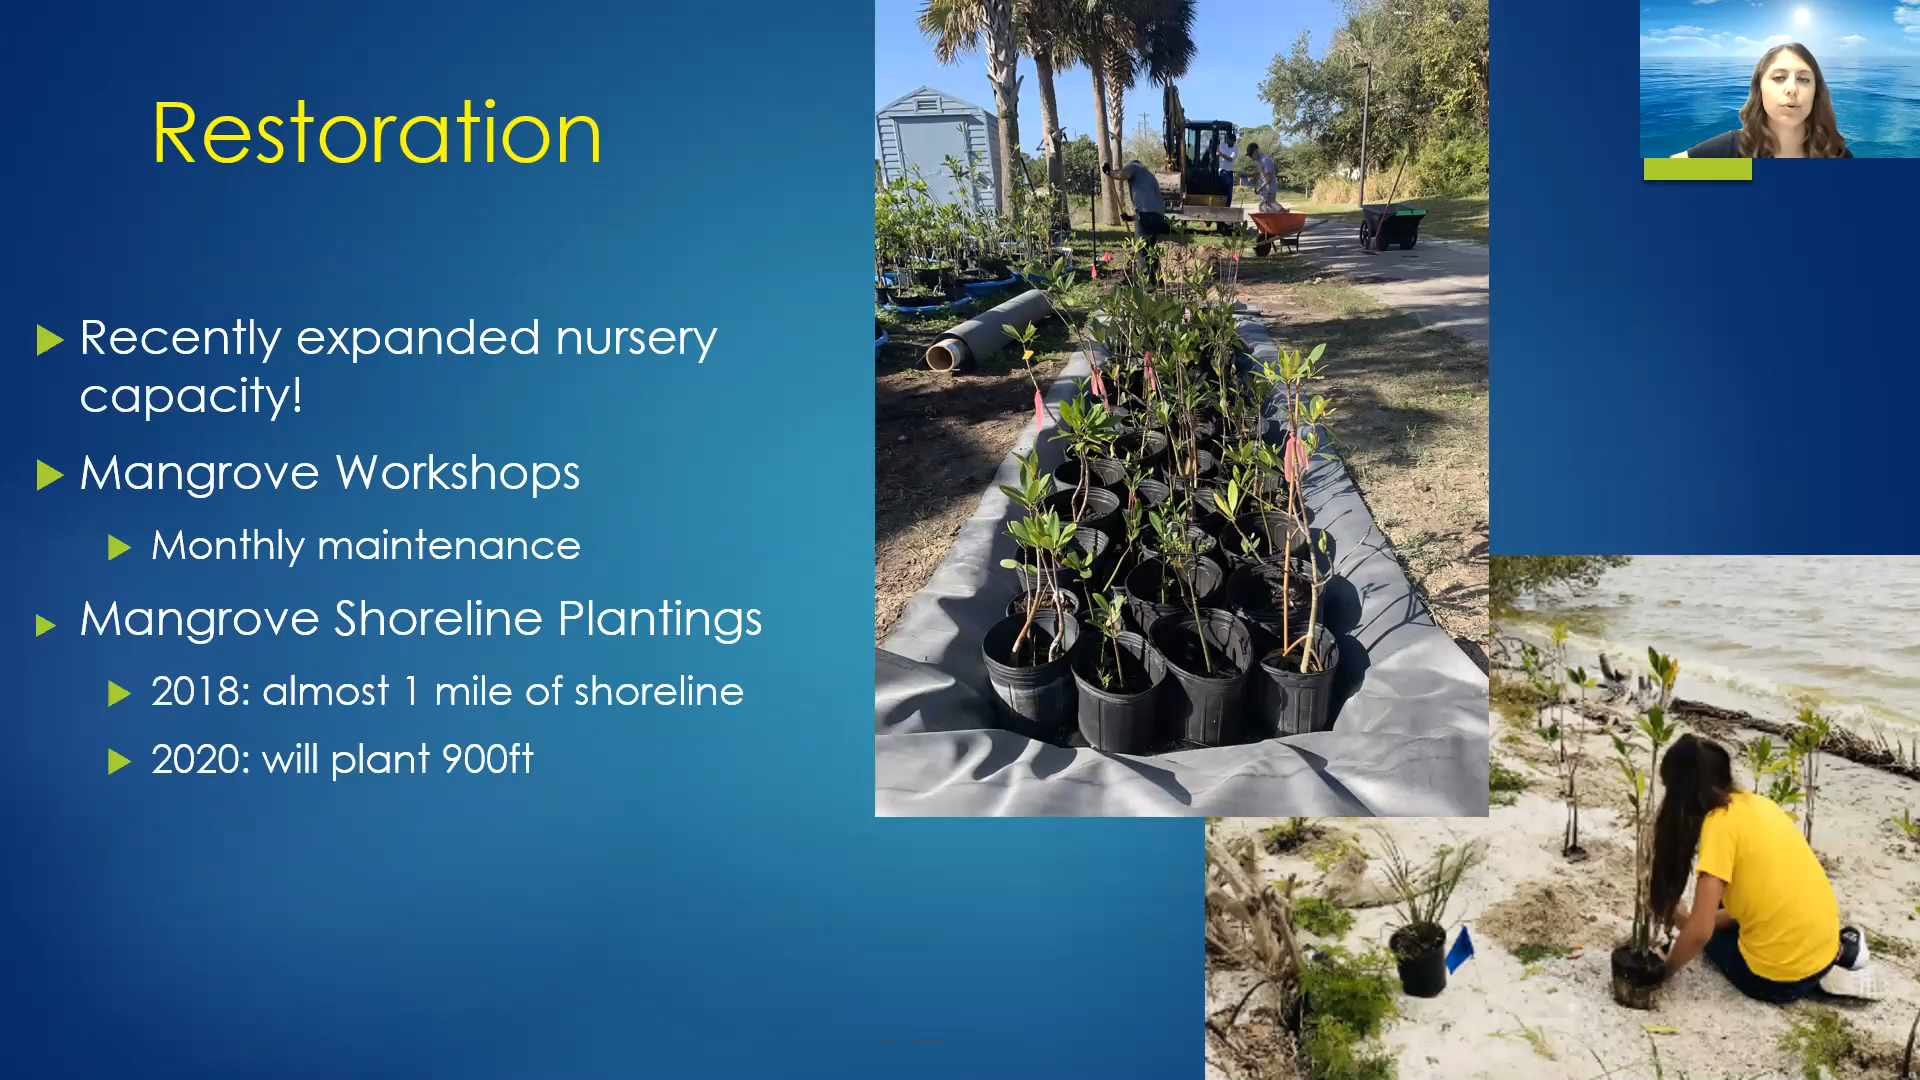 Restoration
Recently expanded nursery
capacity!
Mangrove Workshops
Monthly maintenance
Mangrove Shoreline Plantings
2018: almost 1 mile of shoreline
2020: will plant 900ft